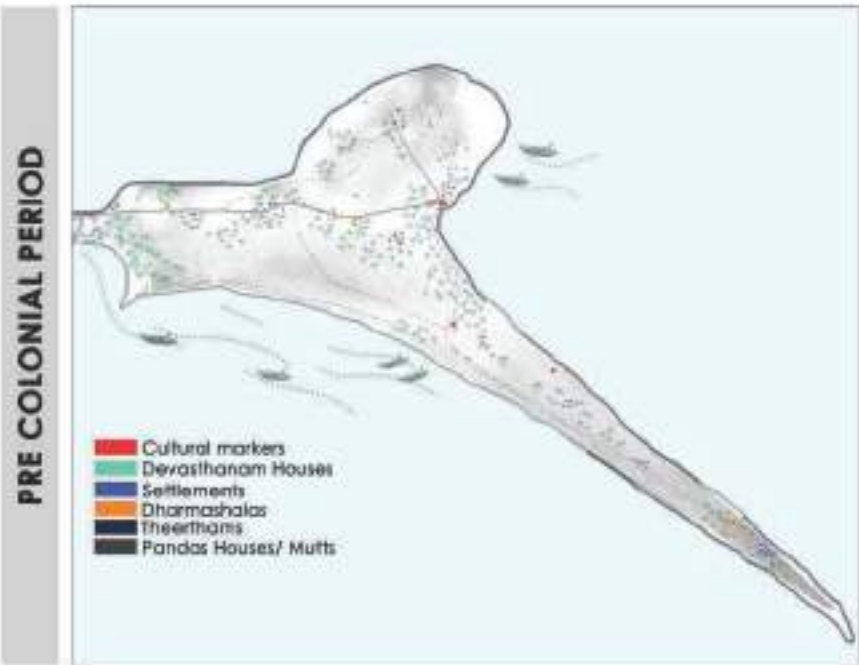 PRE COLONIAL PERIOD
Cultural markers
Devasthanam Houses
Settlements
Dharmashalas
Theerthams
Pandas Houses/ Mutts